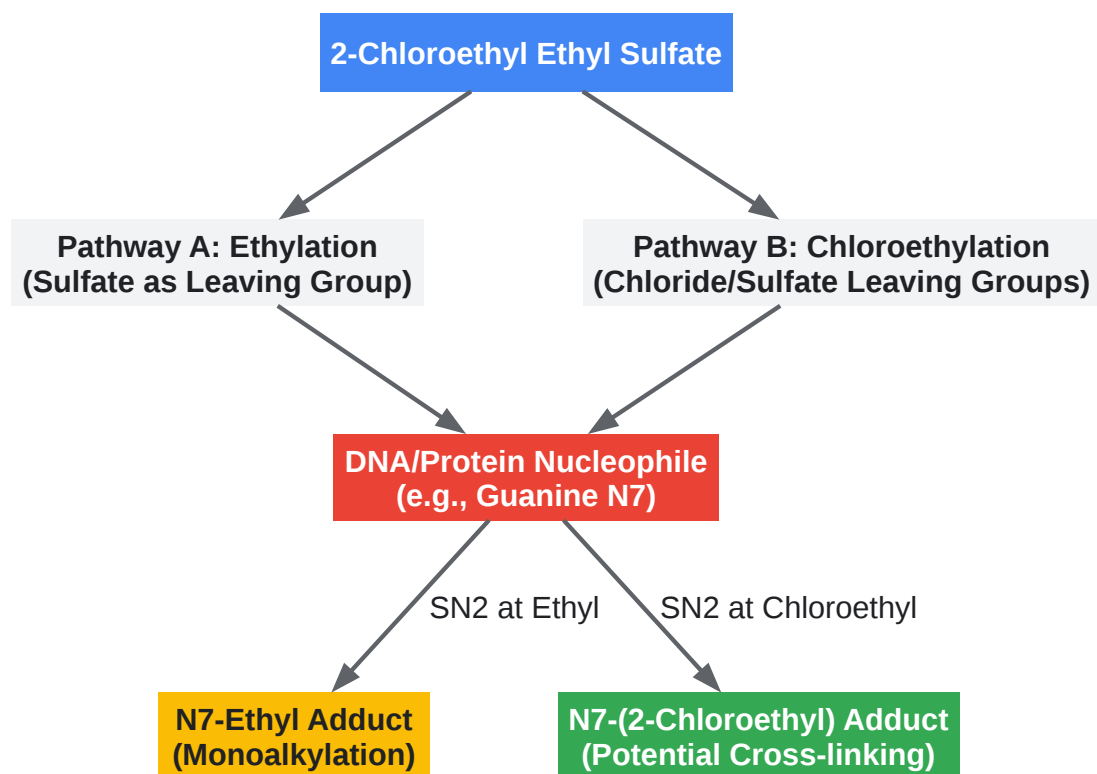 2-Chloroethyl Ethyl Sulfate
Pathway A: Ethylation
(Sulfate as Leaving Group)
Pathway B: Chloroethylation
(Chloride/Sulfate Leaving Groups)
DNA/Protein Nucleophile
(e.g., Guanine N7)
SN2 at Ethyl
SN2 at Chloroethyl
N7-Ethyl Adduct
(Monoalkylation)
N7-(2-Chloroethyl) Adduct
(Potential Cross-linking)